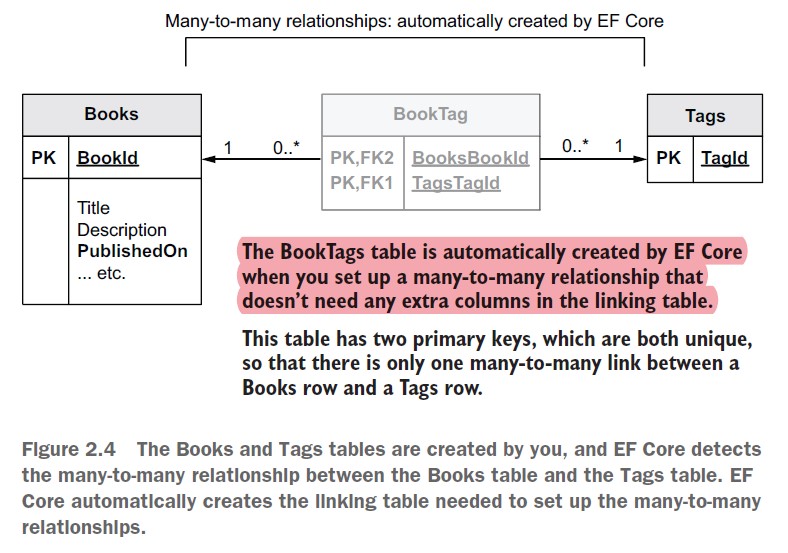 Many-to-many relationships: automatically created by EF Core
Books
PK BookId
Title
Description
PublishedOn
... etc.
1 0..*
BookTag
PK,FK2 BooksBookId
PK,FK1 TagsTagId
0..* 1
Tags
PK TagId
The BookTags table is automatically created by EF Core
when you set up a many-to-many relationship that
doesn't need any extra columns in the linking table.
This table has two primary keys, which are both unique,
so that there is only one many-to-many link between a
Books row and a Tags row.
Figure 2.4 The Books and Tags tables are created by you, and EF Core detects
the many-to-many relationship between the Books table and the Tags table. EF
Core automatically creates the linking table needed to set up the many-to-many
relationships.